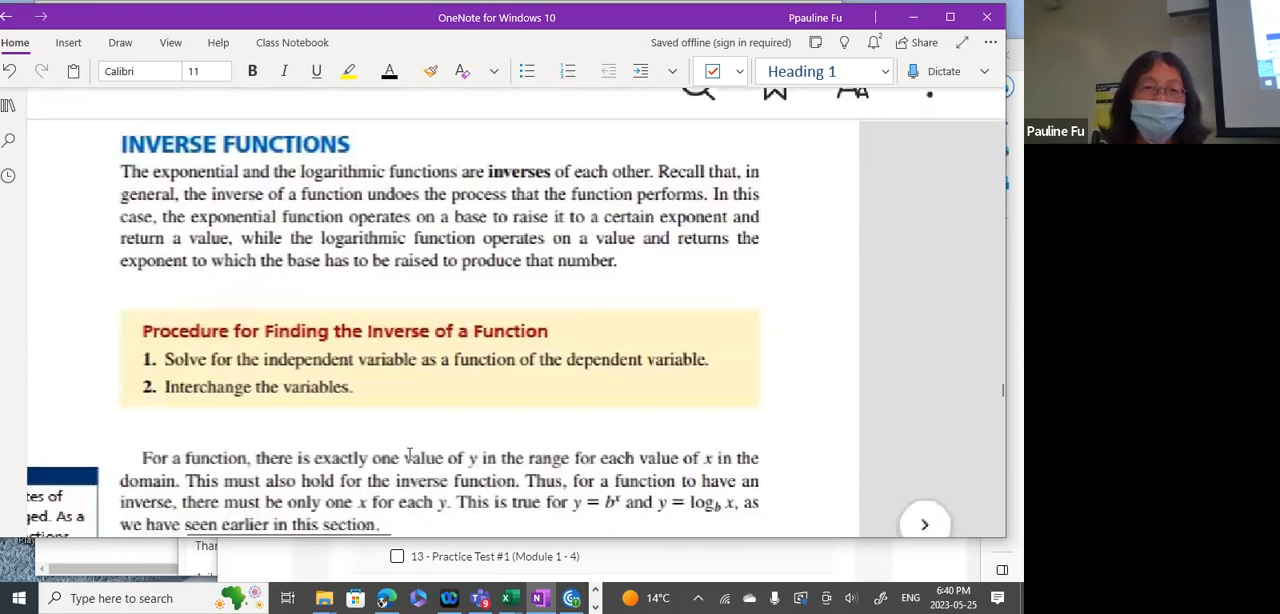 OneNote for Windows 10
Ppauline Fu
Home Insert Draw View Help Class Notebook
Saved offline (sign in required)
Share
Calibri 11 B I U A
Heading 1
Dictate
INVERSE FUNCTIONS
The exponential and the logarithmic functions are inverses of each other. Recall that, in
general, the inverse of a function undoes the process that the function performs. In this
case, the exponential function operates on a base to raise it to a certain exponent and
return a value, while the logarithmic function operates on a value and returns the
exponent to which the base has to be raised to produce that number.
Procedure for Finding the Inverse of a Function
1. Solve for the independent variable as a function of the dependent variable.
2. Interchange the variables.
For a function, there is exactly one value of y in the range for each value of x in the
domain. This must also hold for the inverse function. Thus, for a function to have an
inverse, there must be only one x for each y. This is true for y = bˣ and y = log_b x, as
we have seen earlier in this section.
tes of
ged. As a
Than
13 - Practice Test #1 (Module 1 - 4)
Type here to search
14°C
ENG
6:40 PM
2023-05-25
Pauline Fu